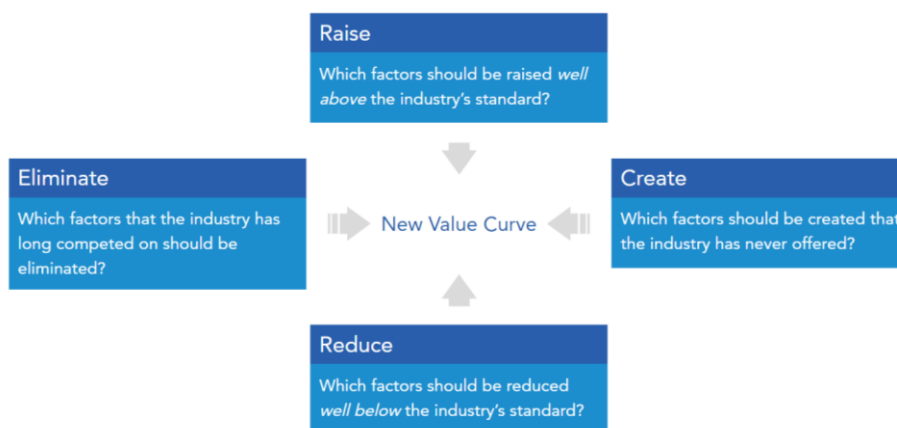 Raise
Which factors should be raised well
above the industry's standard?
Eliminate
Which factors that the industry has
long competed on should be
eliminated?
New Value Curve
Create
Which factors should be created that
the industry has never offered?
Reduce
Which factors should be reduced
well below the industry's standard?